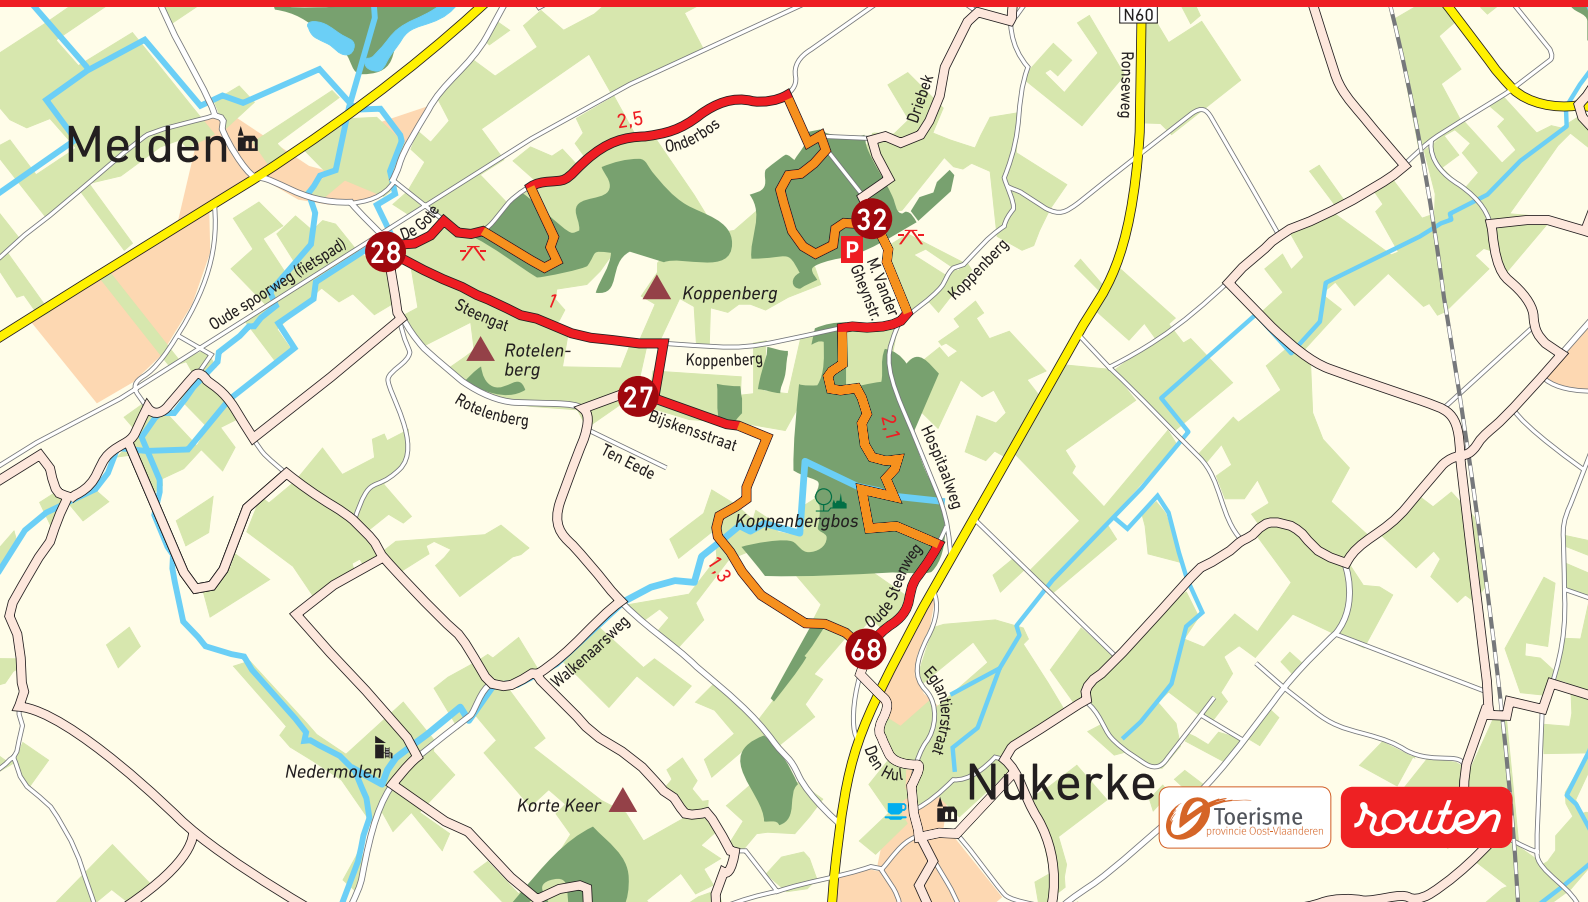 N60
Ronseweg
Driebek
Melden
2,5
Onderbos
De Gote
28
32
P
M. Vander
Gheynstr.
Koppenberg
Oude spoorweg (fietspad)
Steengat
1
Koppenberg
Koppenberg
Rotelen-
berg
27
Rotelenberg
Bijskensstraat
Ten Eede
2,1
Hospitaalweg
Koppenbergbos
1,3
Oude Steenweg
68
Walkenaarsweg
Eglantierstraat
Den Hul
Nedermolen
Korte Keer
Nukerke
Toerisme
provincie Oost-Vlaanderen
routen